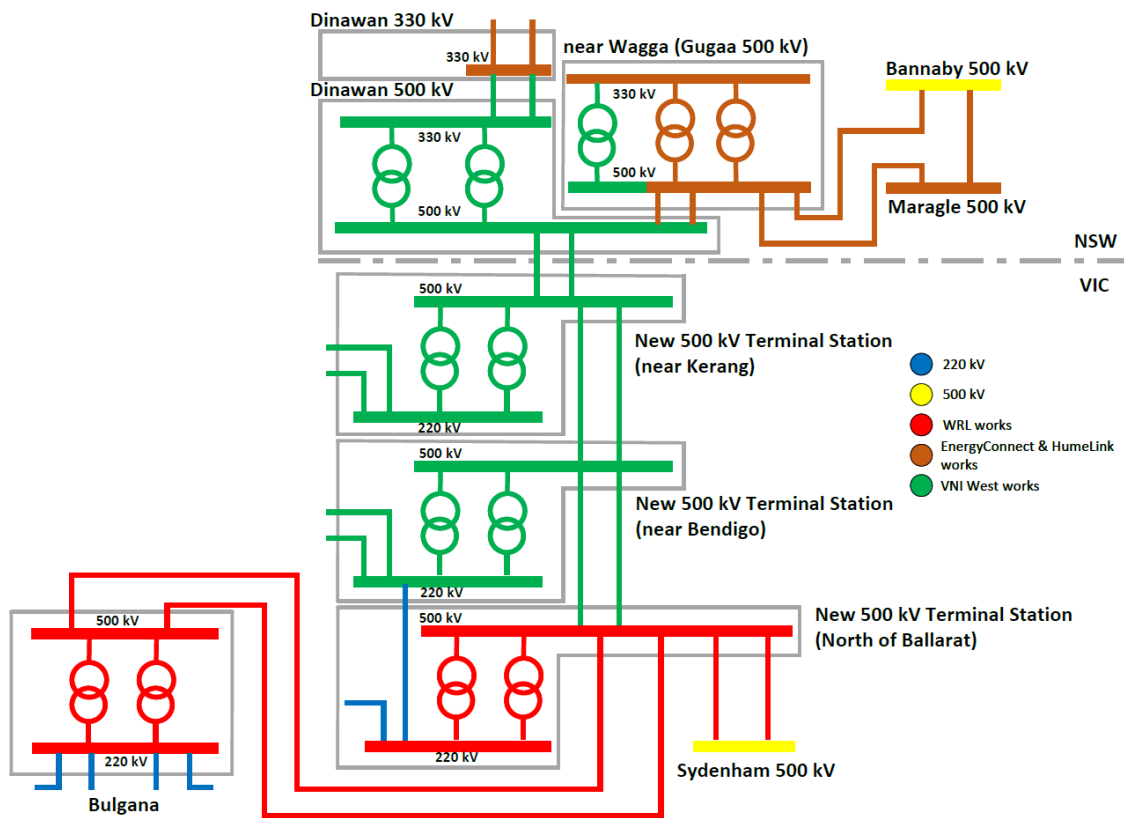 Dinawan 330 kV
330 kV
Dinawan 500 kV
330 kV
500 kV
near Wagga (Gugaa 500 kV)
330 kV
500 kV
Bannaby 500 kV
Maragle 500 kV
NSW
VIC
500 kV
220 kV
New 500 kV Terminal Station
(near Kerang)
220 kV
500 kV
WRL works
EnergyConnect & HumeLink
works
VNI West works
500 kV
220 kV
New 500 kV Terminal Station
(near Bendigo)
500 kV
220 kV
New 500 kV Terminal Station
(North of Ballarat)
Sydenham 500 kV
500 kV
220 kV
Bulgana